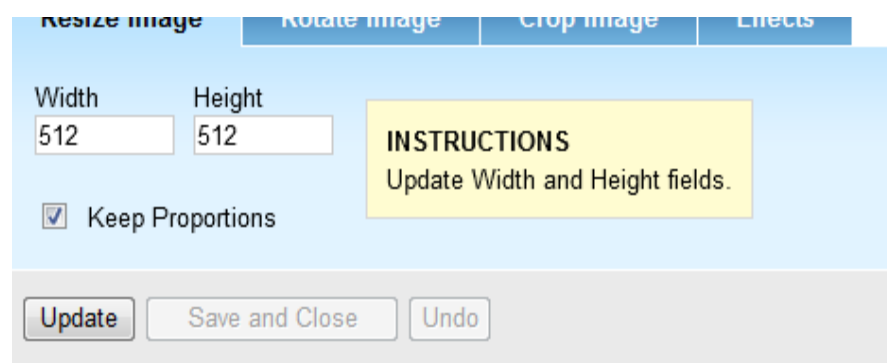 Resize Image Rotate Image Crop Image Effects
Width Height
512 512
INSTRUCTIONS
Update Width and Height fields.
Keep Proportions
Update Save and Close Undo